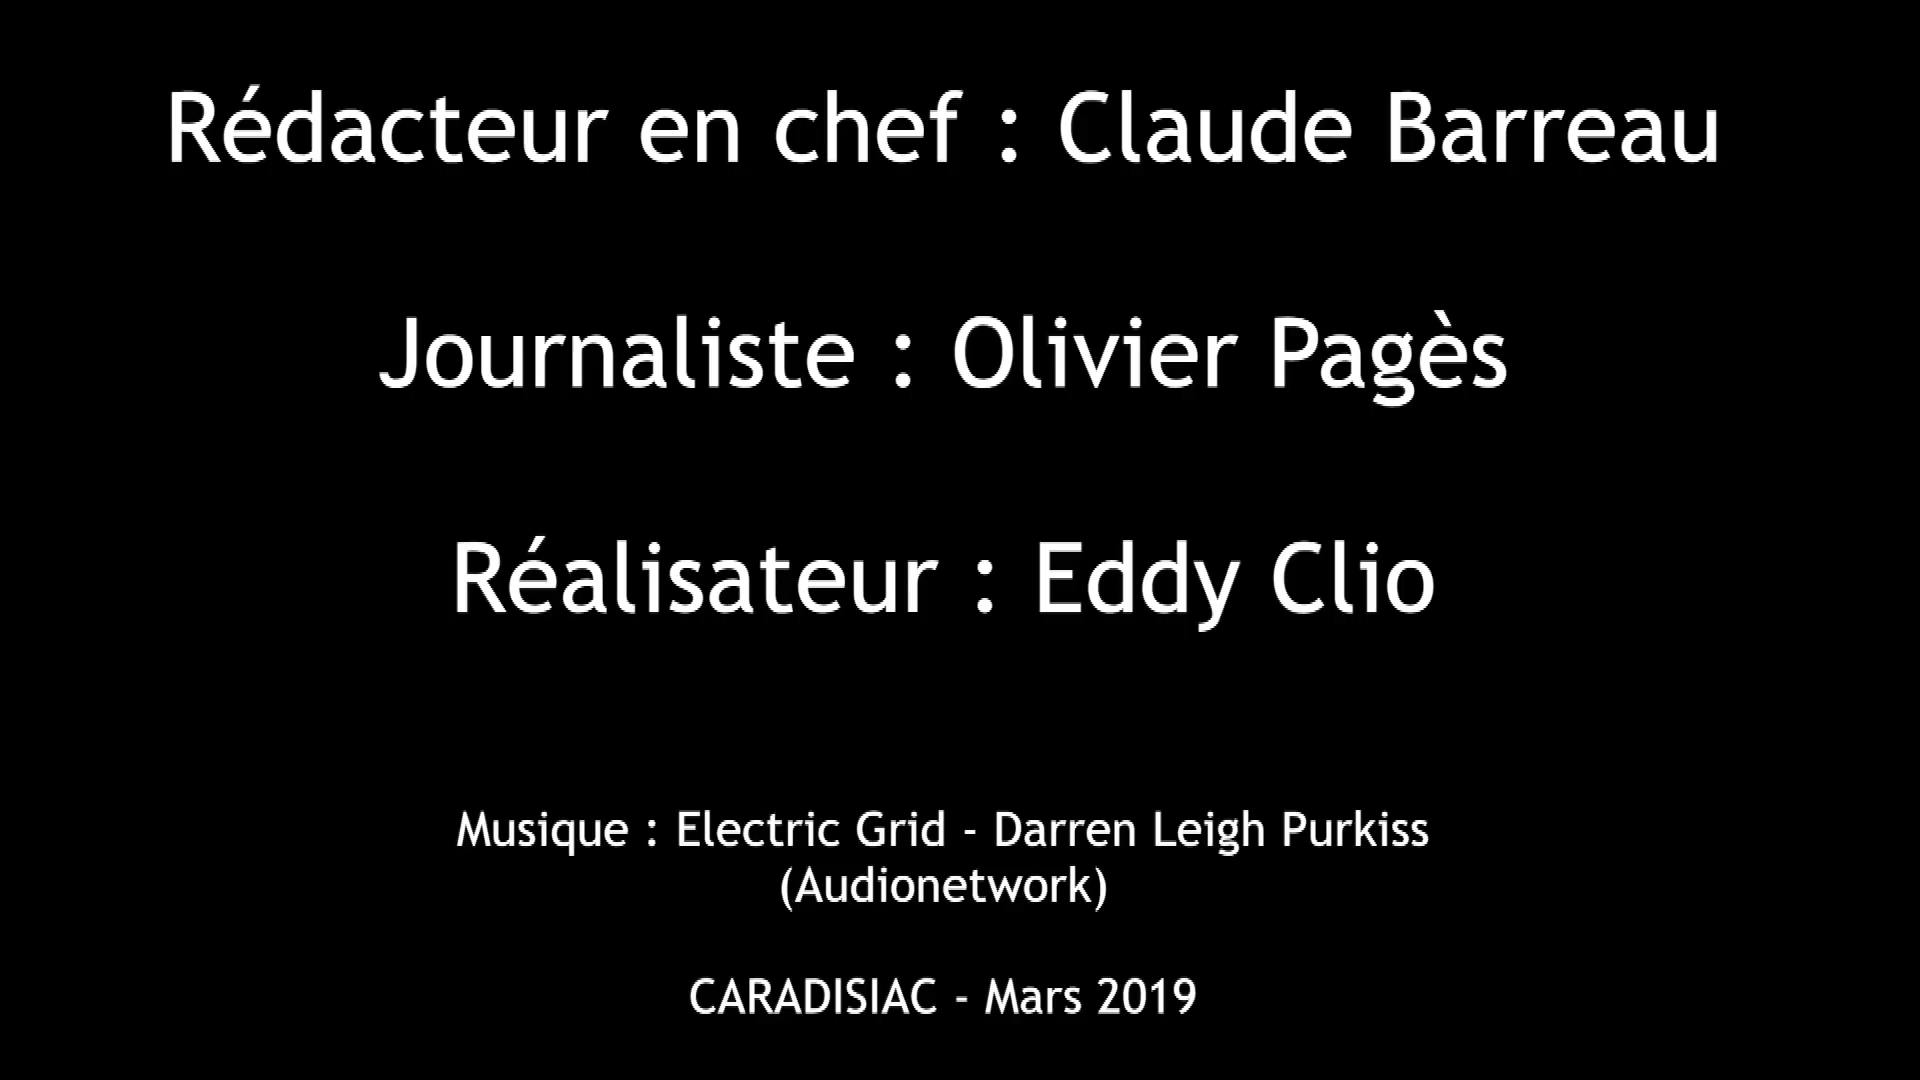 Rédacteur en chef : Claude Barreau
Journaliste : Olivier Pagès
Réalisateur : Eddy Clio
Musique : Electric Grid - Darren Leigh Purkiss
(Audionetwork)
CARADISIAC - Mars 2019